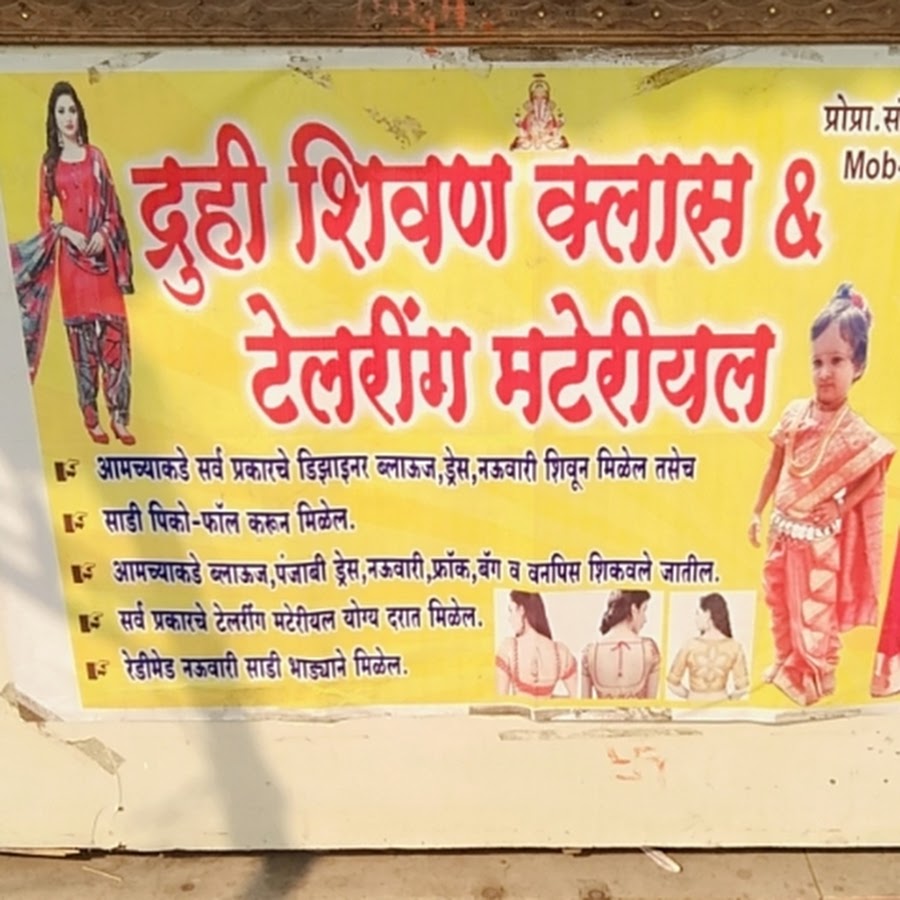 प्रोप्रा.
Mob-
द्रुही शिवण क्लास &
टेलरींग मटेरीयल
आमच्याकडे सर्व प्रकारचे डिझाइनर ब्लाऊज,ड्रेस,नऊवारी शिवून मिळेल तसेच
साडी पिको-फॉल करून मिळेल.
आमच्याकडे ब्लाऊज,पंजाबी ड्रेस,नऊवारी,फ्रॉक,बॅग व वनपिस शिकवले जातील.
सर्व प्रकारचे टेलरींग मटेरीयल योग्य दरात मिळेल.
रेडीमेड नऊवारी साडी भाड्याने मिळेल.